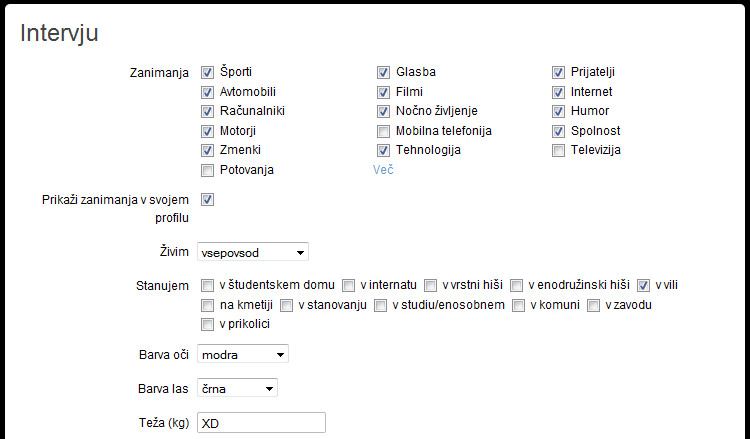 Intervju
Zanimanja Športi Glasba Prijatelji
Avtomobili Filmi Internet
Računalniki Nočno življenje Humor
Motorji Mobilna telefonija Spolnost
Zmenki Tehnologija Televizija
Potovanja Več
Prikaži zanimanja v svojem
profilu
Živim vsepovsod
Stanujem v študentskem domu v internatu v vrstni hiši v enodružinski hiši v vili
na kmetiji v stanovanju v studiu/enosobnem v komuni v zavodu
v prikolici
Barva oči modra
Barva las črna
Teža (kg) XD